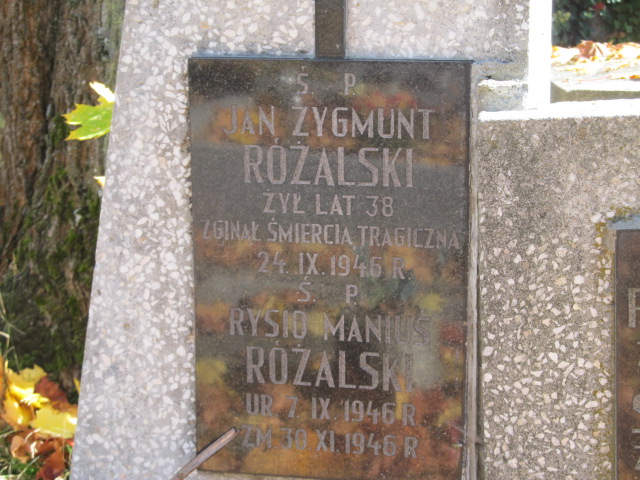 Ś. P.
JAN ZYGMUNT
RÓŻALSKI
ŻYŁ LAT 38
ZGINĄŁ ŚMIERCIĄ TRAGICZNĄ
24.IX.1946 R.
Ś. P.
RYSIO MANIUŚ
RÓŻALSKI
UR. 7.IX.1946 R.
ZM. 30.XI.1946 R.